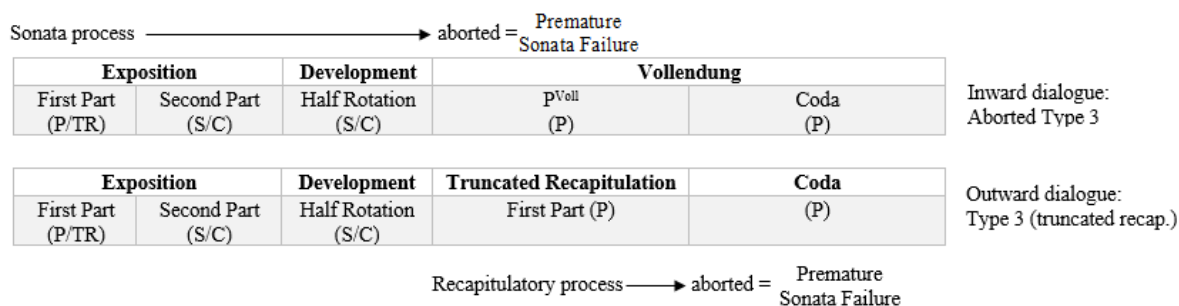 Sonata process → aborted = Premature
Sonata Failure
Exposition Development Vollendung
First Part Second Part Half Rotation P^Voll Coda
(P/TR) (S/C) (S/C) (P) (P)
Inward dialogue:
Aborted Type 3
Exposition Development Truncated Recapitulation Coda
First Part Second Part Half Rotation First Part (P) (P)
(P/TR) (S/C) (S/C)
Outward dialogue:
Type 3 (truncated recap.)
Recapitulatory process → aborted = Premature
Sonata Failure